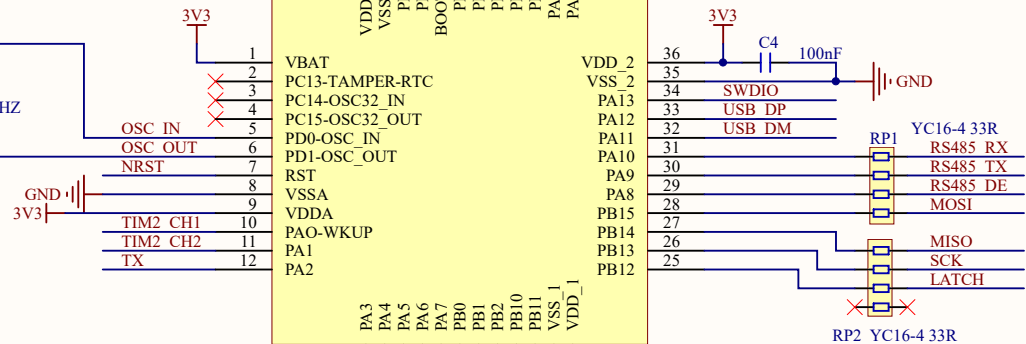 3V3
1 VBAT
2 PC13-TAMPER-RTC
3 PC14-OSC32_IN
4 PC15-OSC32_OUT
OSC_IN 5 PD0-OSC_IN
OSC_OUT 6 PD1-OSC_OUT
NRST 7 RST
GND 8 VSSA
3V3 9 VDDA
TIM2_CH1 10 PAO-WKUP
TIM2_CH2 11 PA1
TX 12 PA2
HZ
VDD
VSS
BOO
PA
PA
PA3
PA4
PA5
PA6
PA7
PB0
PB1
PB2
PB10
PB11
VSS_1
VDD_1
3V3
C4
100nF
GND
VDD_2 36
VSS_2 35
PA13 34 SWDIO
PA12 33 USB_DP
PA11 32 USB_DM
RP1 YC16-4 33R
PA10 31 RS485_RX
PA9 30 RS485_TX
PA8 29 RS485_DE
PB15 28 MOSI
PB14 27 MISO
PB13 26 SCK
PB12 25 LATCH
RP2 YC16-4 33R